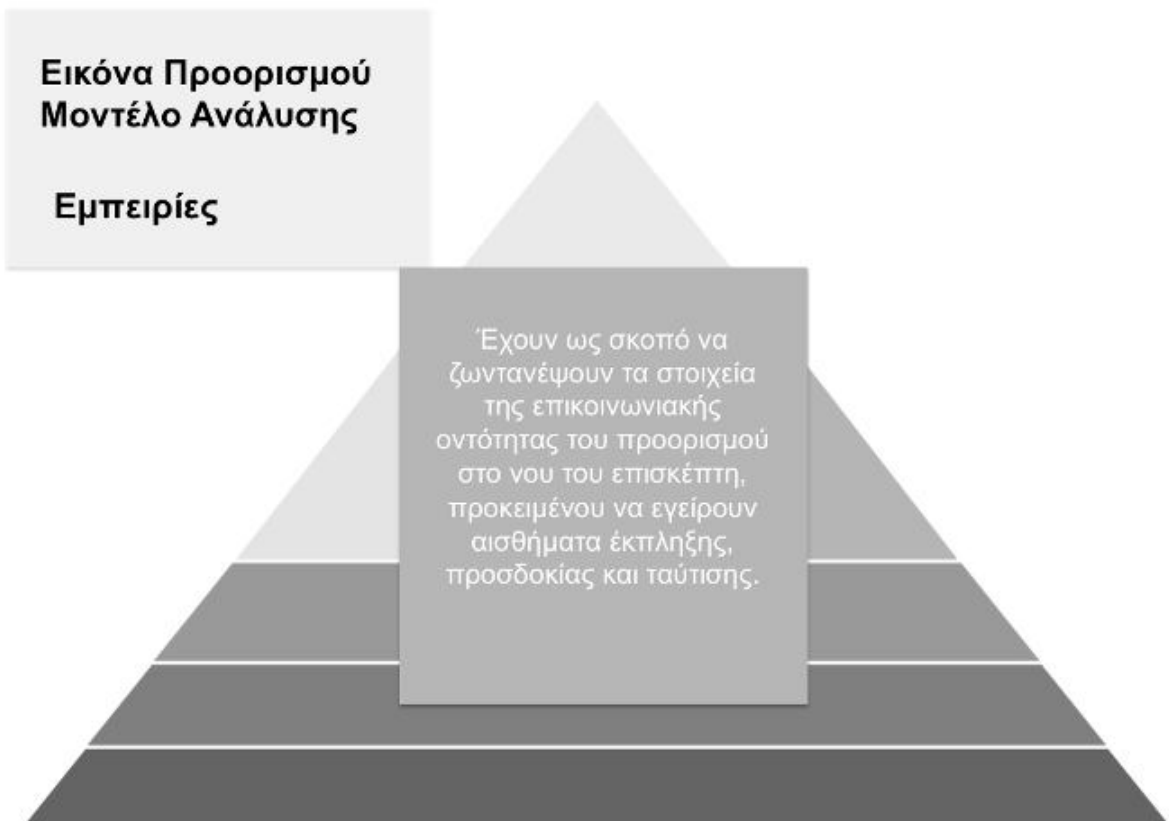 Εικόνα Προορισμού
Μοντέλο Ανάλυσης
Εμπειρίες
Έχουν ως σκοπό να
ζωντανέψουν τα στοιχεία
της επικοινωνιακής
οντότητας του προορισμού
στο νου του επισκέπτη,
προκειμένου να εγείρουν
αισθήματα έκπληξης,
προσδοκίας και ταύτισης.